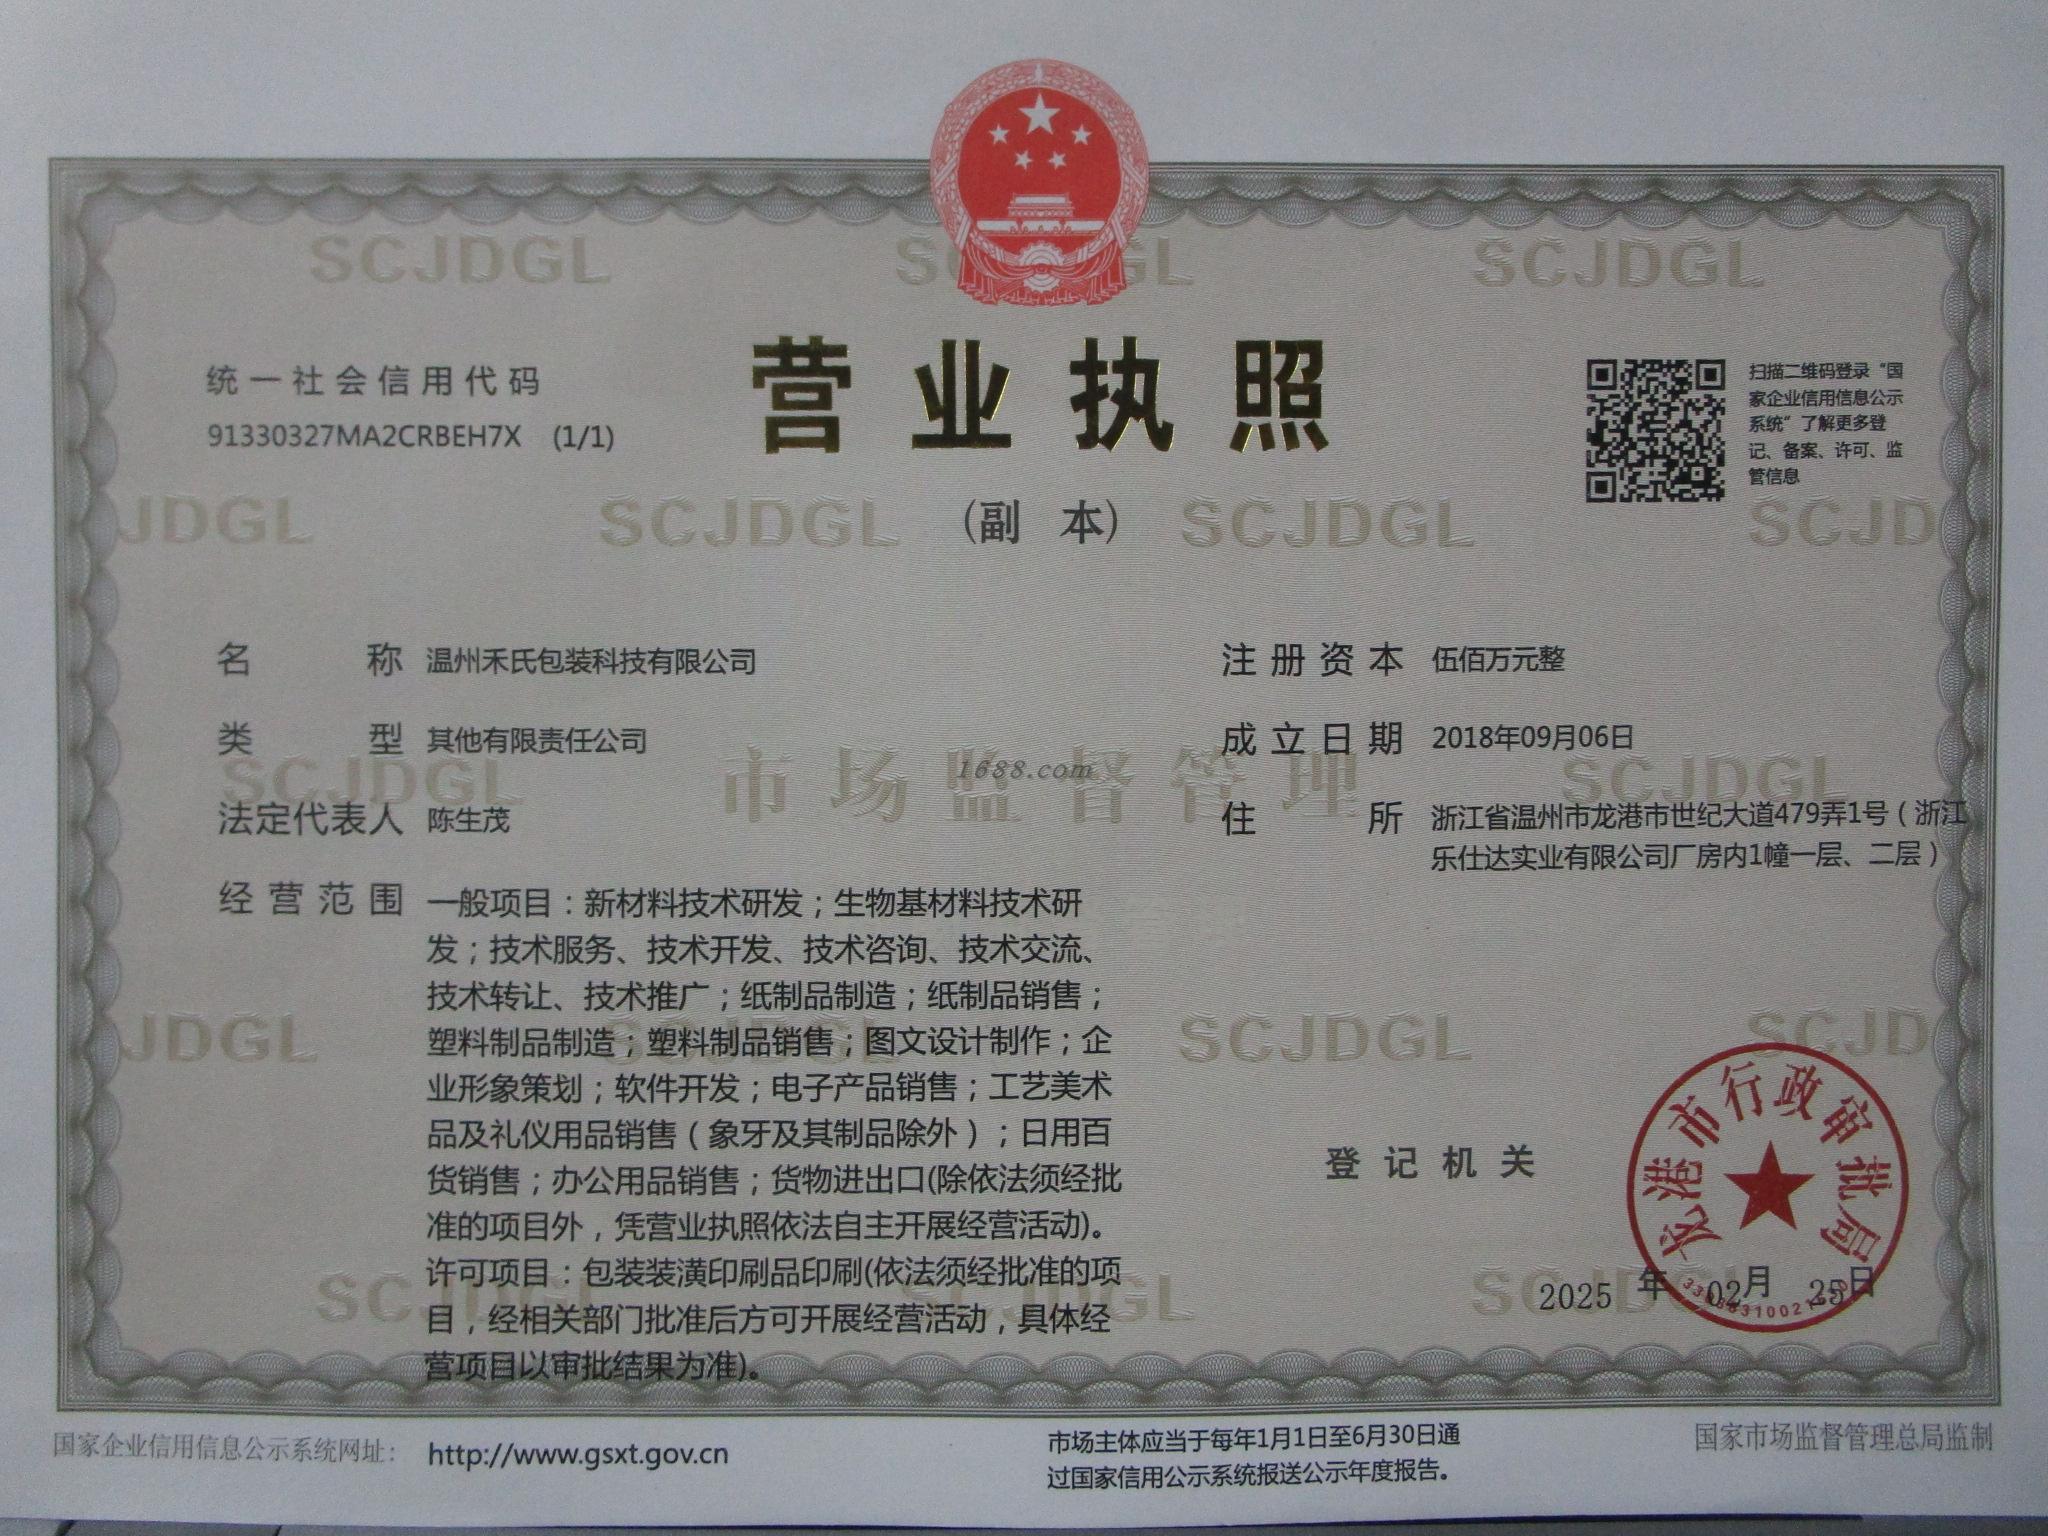 统一社会信用代码
91330327MA2CRBEH7X (1/1)
营业执照
(副 本)
扫描二维码登录“国
家企业信用信息公示
系统”了解更多登
记、备案、许可、监
管信息
名 称 温州禾氏包装科技有限公司
类 型 其他有限责任公司
法定代表人 陈生茂
经营范围 一般项目：新材料技术研发；生物基材料技术研
发；技术服务、技术开发、技术咨询、技术交流、
技术转让、技术推广；纸制品制造；纸制品销售；
塑料制品制造；塑料制品销售；图文设计制作；企
业形象策划；软件开发；电子产品销售；工艺美术
品及礼仪用品销售（象牙及其制品除外）；日用百
货销售；办公用品销售；货物进出口(除依法须经批
准的项目外，凭营业执照依法自主开展经营活动)。
许可项目：包装装潢印刷品印刷(依法须经批准的项
目，经相关部门批准后方可开展经营活动，具体经
营项目以审批结果为准)。
注册资本 伍佰万元整
成立日期 2018年09月06日
住 所 浙江省温州市龙港市世纪大道479弄1号（浙江
乐仕达实业有限公司厂房内1幢一层、二层）
SCJDGL
市场监督管理
1688.com
登记机关
龙港市行政审批局
2025 年 02月 25日
国家企业信用信息公示系统网址： http://www.gsxt.gov.cn
市场主体应当于每年1月1日至6月30日通
过国家信用公示系统报送公示年度报告。
国家市场监督管理总局监制